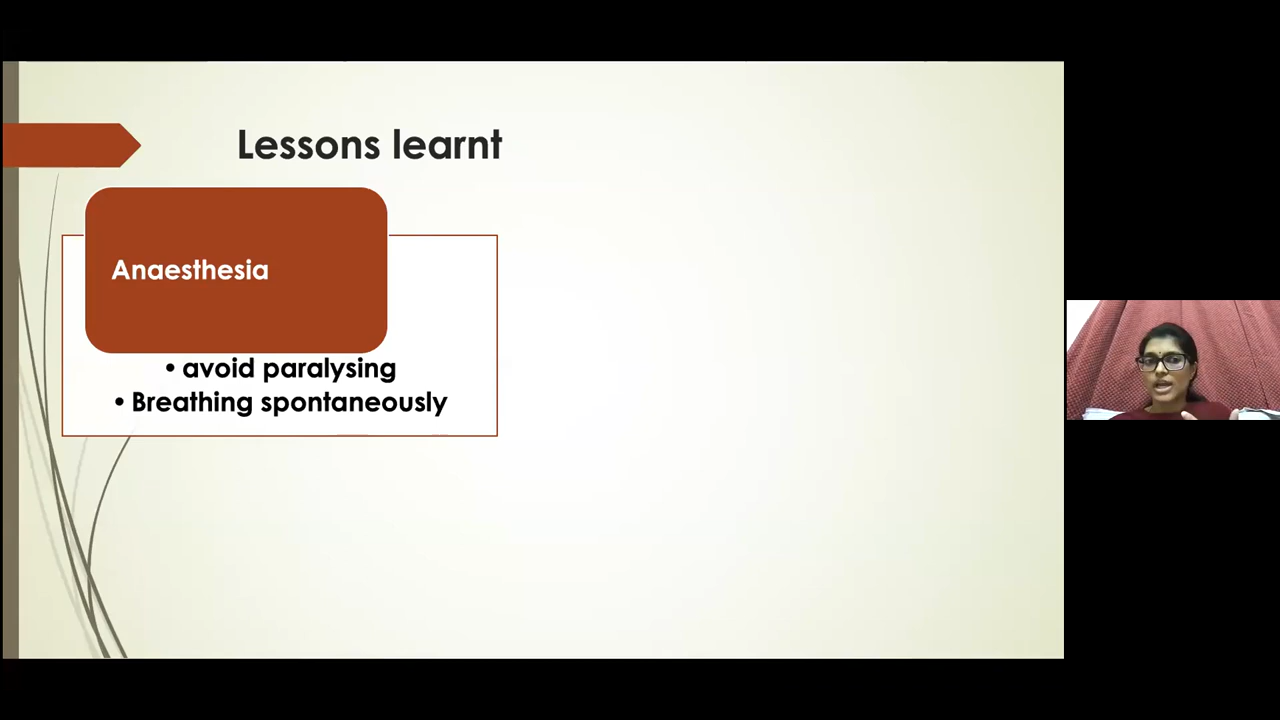 Lessons learnt
Anaesthesia
• avoid paralysing
• Breathing spontaneously